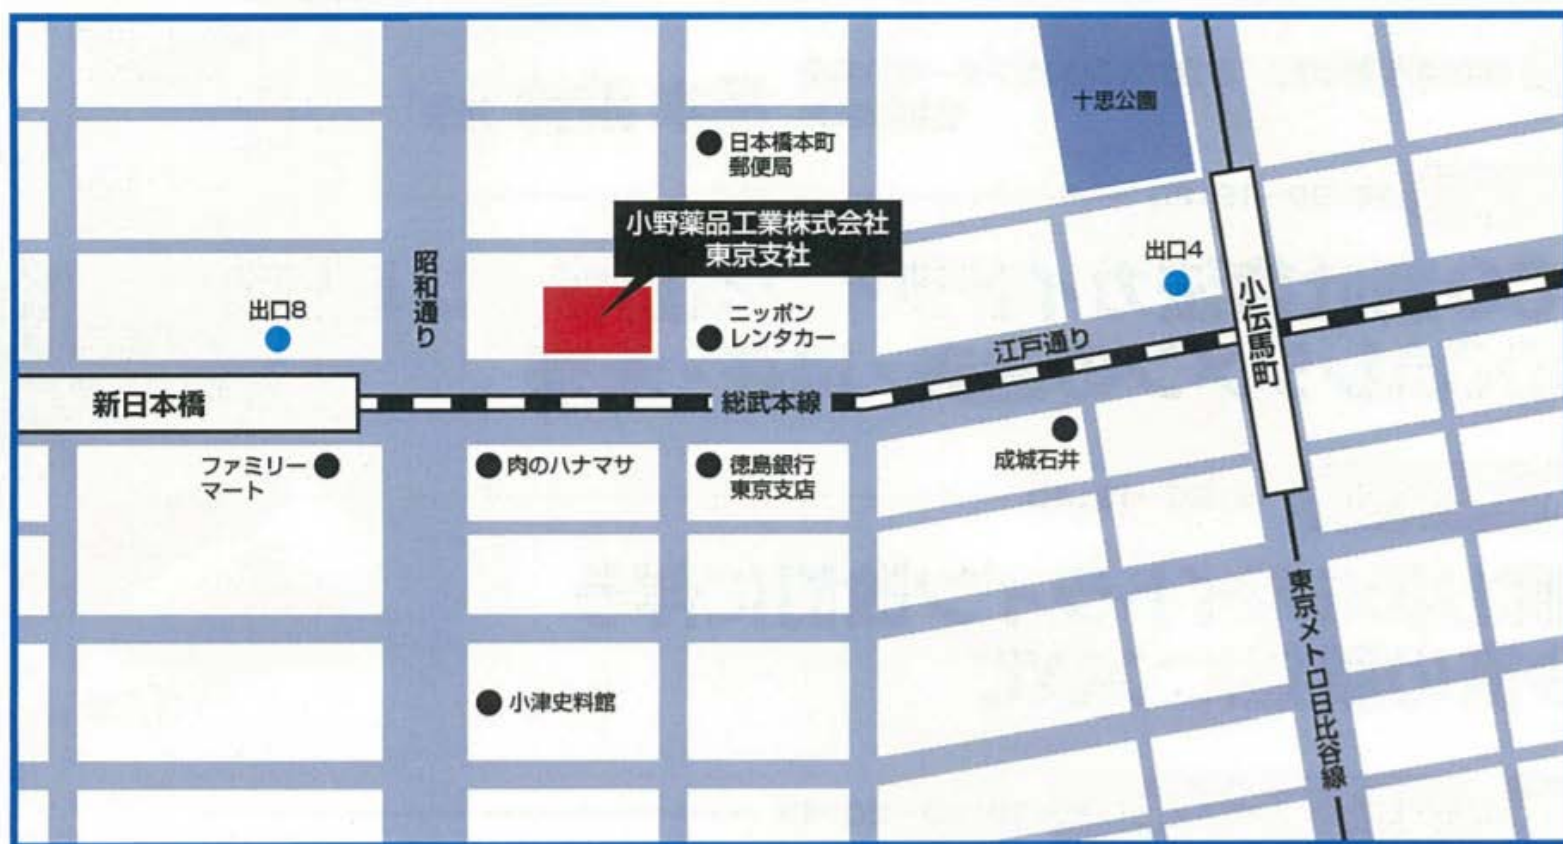 十思公園
日本橋本町
郵便局
小野薬品工業株式会社
東京支社
昭和通り
出口4
出口8
ニッポン
レンタカー
小伝馬町
江戸通り
新日本橋
総武本線
ファミリー
マート
肉のハナマサ
徳島銀行
東京支店
成城石井
東京メトロ日比谷線
小津史料館